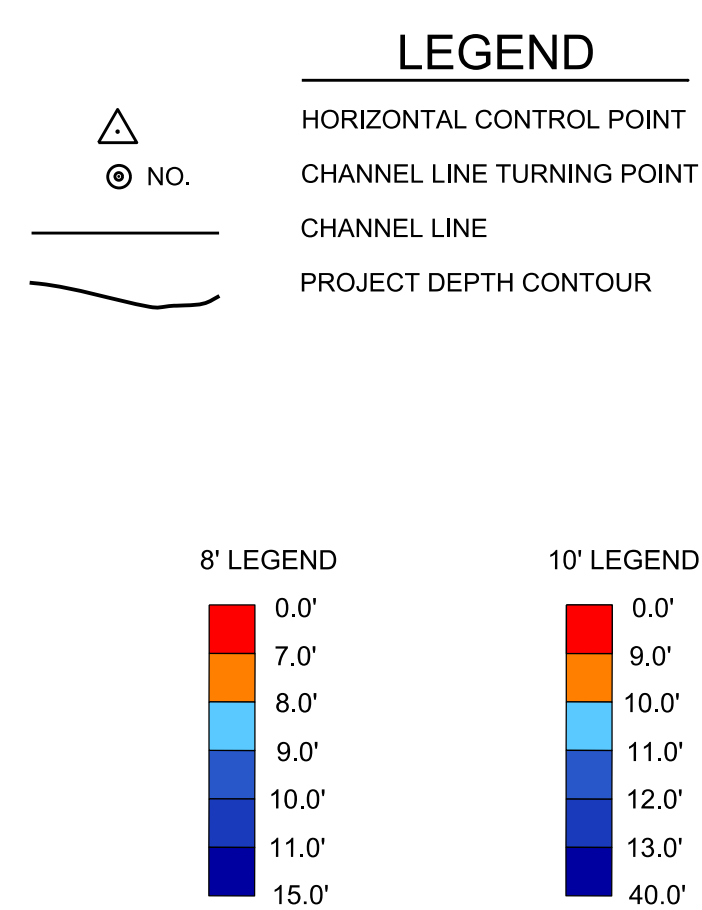 LEGEND
HORIZONTAL CONTROL POINT
NO. CHANNEL LINE TURNING POINT
CHANNEL LINE
PROJECT DEPTH CONTOUR
8' LEGEND
0.0'
7.0'
8.0'
9.0'
10.0'
11.0'
15.0'
10' LEGEND
0.0'
9.0'
10.0'
11.0'
12.0'
13.0'
40.0'